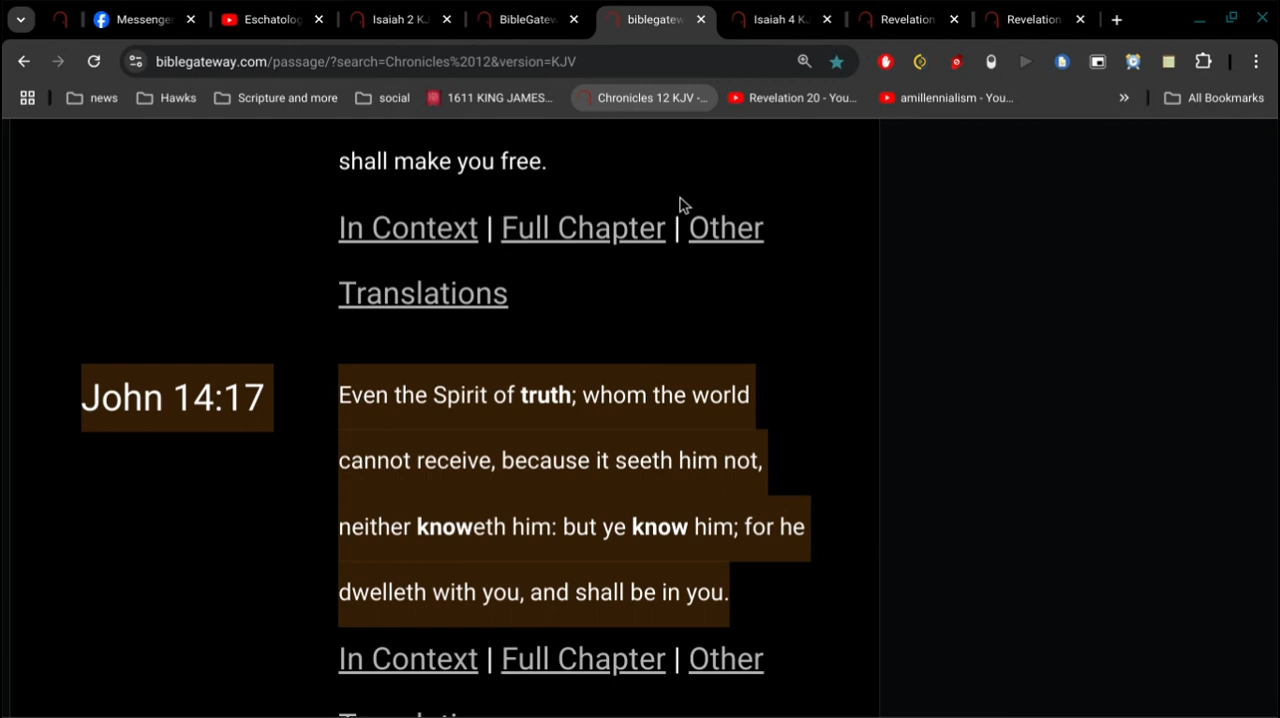 Messenger
Eschatolog
Isaiah 2 K
BibleGatew
biblegatew
Isaiah 4 K
Revelation
Revelation
biblegateway.com/passage/?search=Chronicles%2012&version=KJV
news
Hawks
Scripture and more
social
1611 KING JAMES...
Chronicles 12 KJV -...
Revelation 20 - You...
amillennialism - You...
»
All Bookmarks
shall make you free.
In Context | Full Chapter | Other
Translations
John 14:17
Even the Spirit of truth; whom the world
cannot receive, because it seeth him not,
neither knoweth him: but ye know him; for he
dwelleth with you, and shall be in you.
In Context | Full Chapter | Other